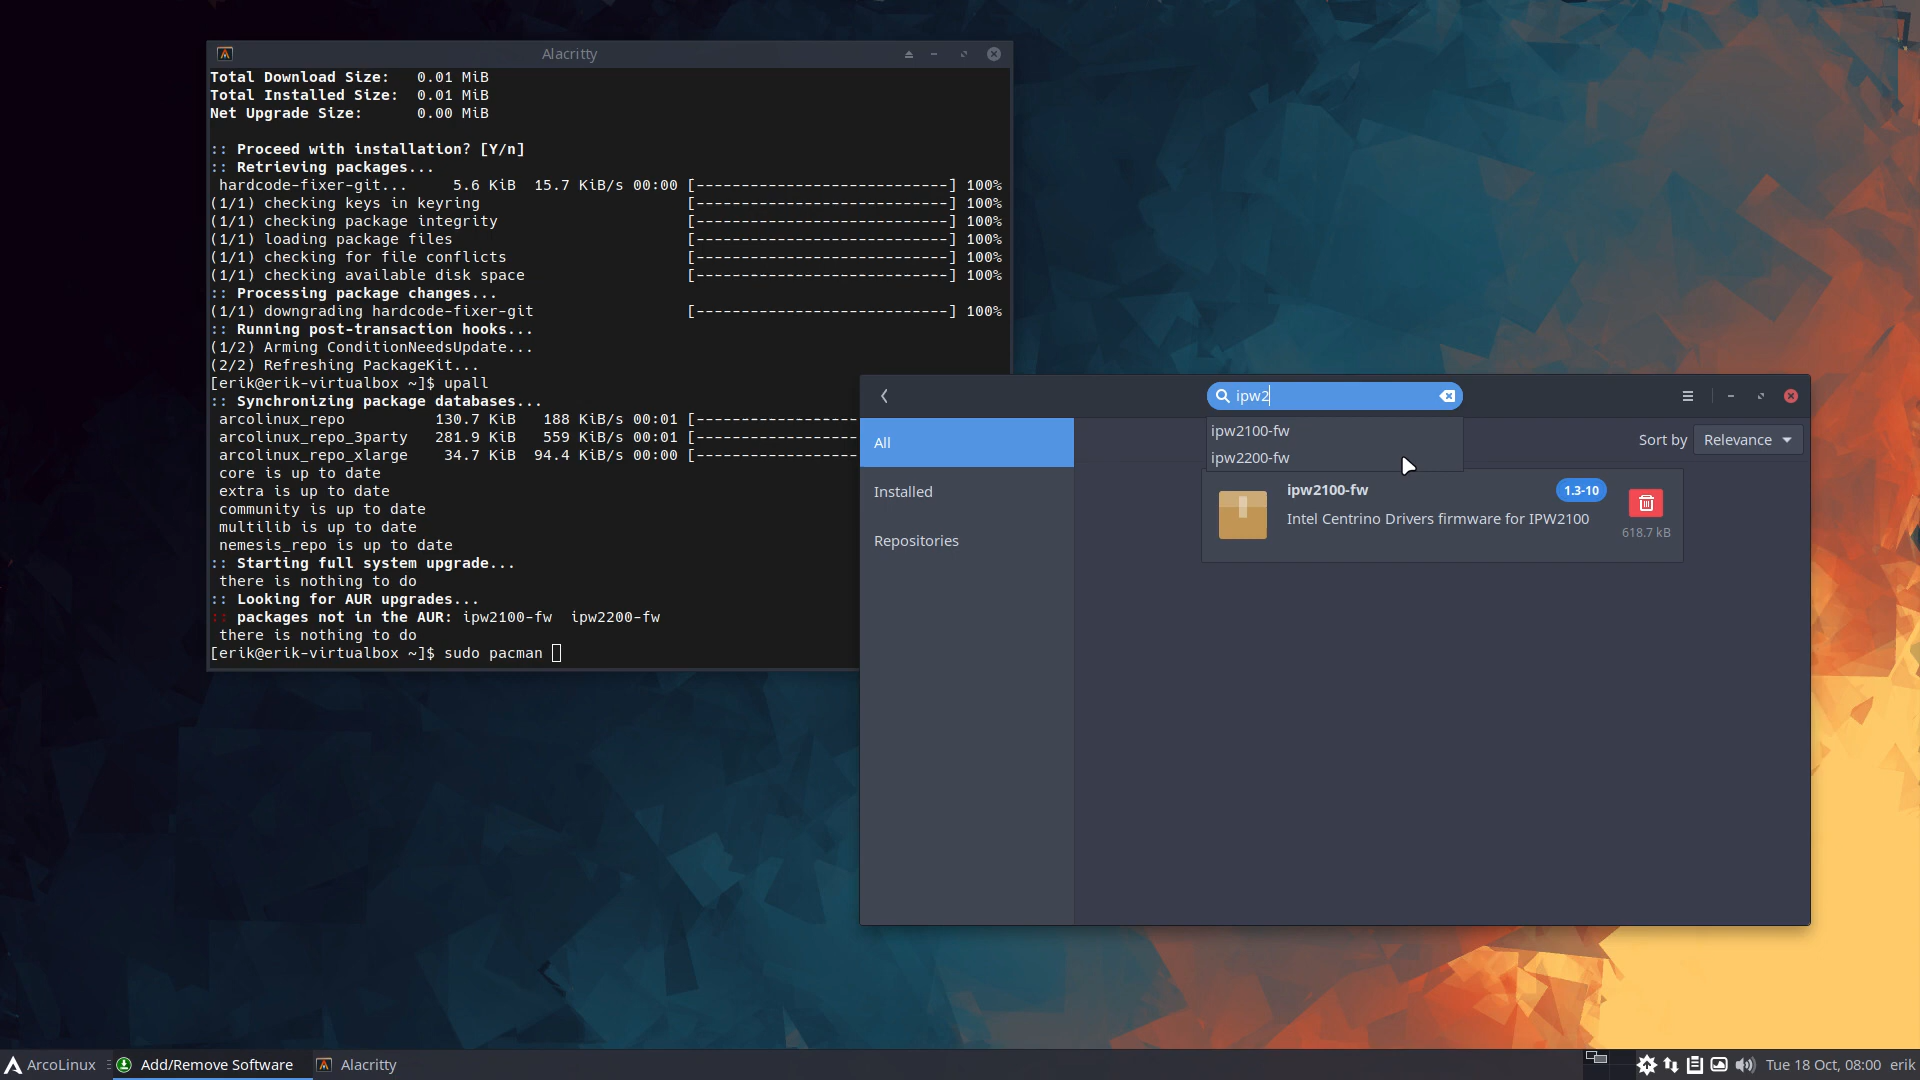 Alacritty
Total Download Size:   0.01 MiB
Total Installed Size:  0.01 MiB
Net Upgrade Size:      0.00 MiB
:: Proceed with installation? [Y/n]
:: Retrieving packages...
hardcode-fixer-git...     5.6 KiB  15.7 KiB/s 00:00 [----------------------------] 100%
(1/1) checking keys in keyring                       [----------------------------] 100%
(1/1) checking package integrity                     [----------------------------] 100%
(1/1) loading package files                          [----------------------------] 100%
(1/1) checking for file conflicts                    [----------------------------] 100%
(1/1) checking available disk space                  [----------------------------] 100%
:: Processing package changes...
(1/1) downgrading hardcode-fixer-git                 [----------------------------] 100%
:: Running post-transaction hooks...
(1/2) Arming ConditionNeedsUpdate...
(2/2) Refreshing PackageKit...
[erik@erik-virtualbox ~]$ upall
:: Synchronizing package databases...
arcolinux_repo          130.7 KiB   188 KiB/s 00:01 [------------------
arcolinux_repo_3party   281.9 KiB   559 KiB/s 00:01 [------------------
arcolinux_repo_xlarge    34.7 KiB  94.4 KiB/s 00:00 [------------------
core is up to date
extra is up to date
community is up to date
multilib is up to date
nemesis_repo is up to date
:: Starting full system upgrade...
there is nothing to do
:: Looking for AUR upgrades...
:: packages not in the AUR: ipw2100-fw  ipw2200-fw
there is nothing to do
[erik@erik-virtualbox ~]$ sudo pacman
ipw2
ipw2100-fw
ipw2200-fw
Sort by Relevance
All
Installed
Repositories
ipw2100-fw 1.3-10
Intel Centrino Drivers firmware for IPW2100
618.7 kB
ArcoLinux Add/Remove Software Alacritty Tue 18 Oct, 08:00 erik